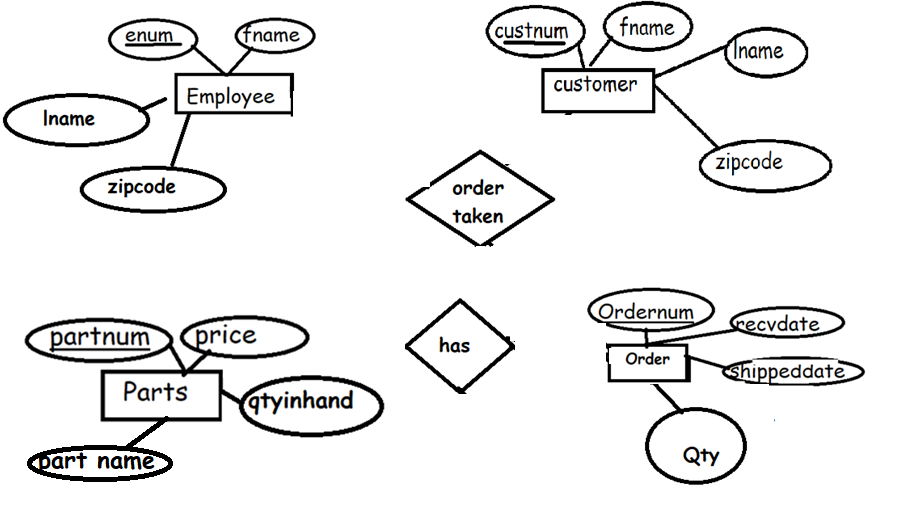 enum
fname
Employee
lname
zipcode
custnum
fname
lname
customer
zipcode
order
taken
partnum
price
Parts
qtyinhand
part name
has
Ordernum
recvdate
Order
shippeddate
Qty